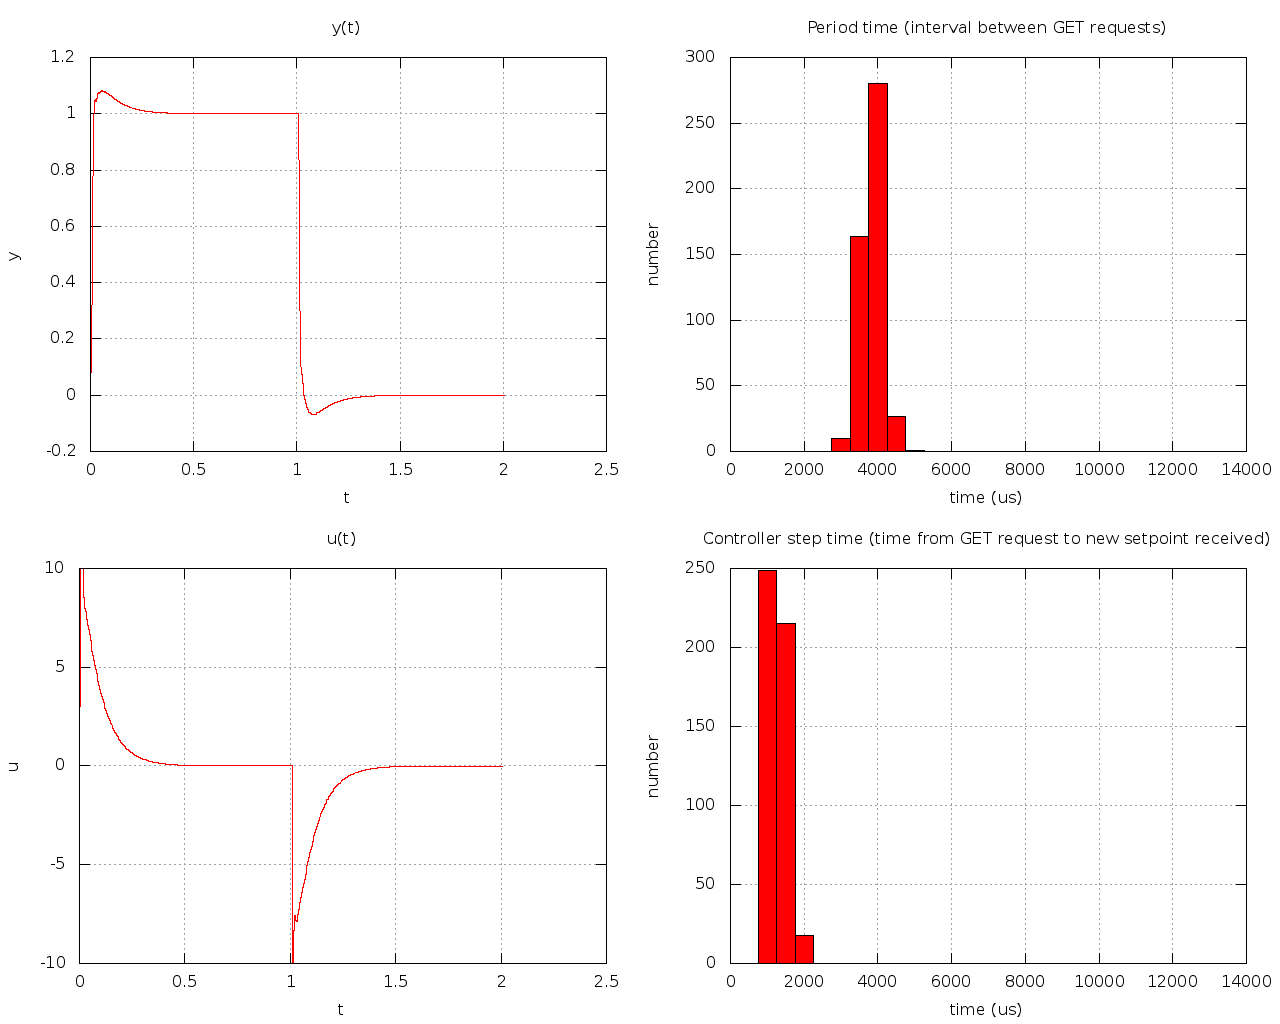 y(t)
1.2
1
0.8
0.6
0.4
0.2
0
-0.2
y
0 0.5 1 1.5 2 2.5
t
Period time (interval between GET requests)
300
250
200
150
100
50
0
number
0 2000 4000 6000 8000 10000 12000 14000
time (us)
u(t)
10
5
0
-5
-10
u
0 0.5 1 1.5 2 2.5
t
Controller step time (time from GET request to new setpoint received)
250
200
150
100
50
0
number
0 2000 4000 6000 8000 10000 12000 14000
time (us)